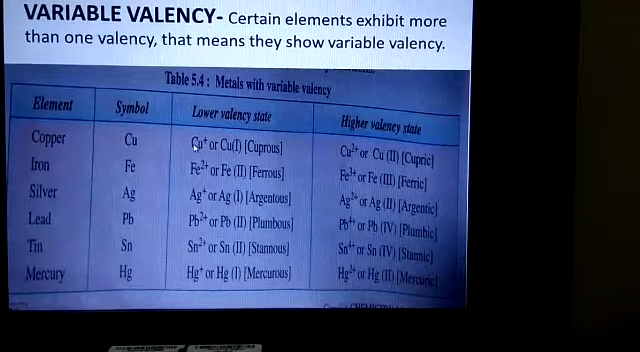 VARIABLE VALENCY- Certain elements exhibit more
than one valency, that means they show variable valency.
Table 5.4 : Metals with variable valency
Element Symbol Lower valency state Higher valency state
Copper Cu Cu⁺ or Cu(I) [Cuprous] Cu²⁺ or Cu (II) [Cupric]
Iron Fe Fe²⁺ or Fe (II) [Ferrous] Fe³⁺ or Fe (III) [Ferric]
Silver Ag Ag⁺ or Ag (I) [Argentous] Ag²⁺ or Ag (II) [Argentic]
Lead Pb Pb²⁺ or Pb (II) [Plumbous] Pb⁴⁺ or Pb (IV) [Plumbic]
Tin Sn Sn²⁺ or Sn (II) [Stannous] Sn⁴⁺ or Sn (IV) [Stannic]
Mercury Hg Hg⁺ or Hg (I) [Mercurous] Hg²⁺ or Hg (II) [Mercuric]